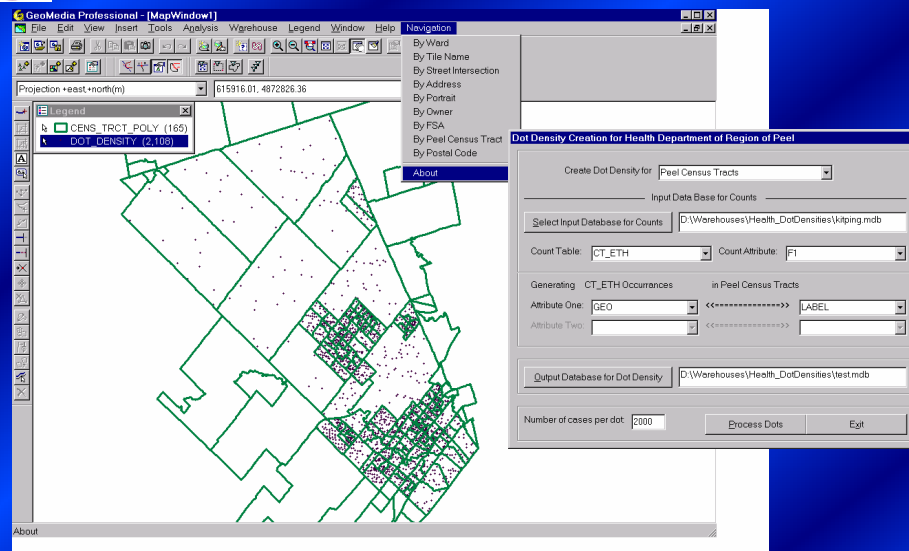 GeoMedia Professional - [MapWindow1]
File Edit View Insert Tools Analysis Warehouse Legend Window Help Navigation
By Ward
By Tile Name
By Street Intersection
By Address
By Portrait
By Owner
By FSA
By Peel Census Tract
By Postal Code
About
Projection +east,+north(m)
615916.01, 4872826.36
Legend
CENS_TRCT_POLY (165)
DOT_DENSITY (2,108)
A
Dot Density Creation for Health Department of Region of Peel
Create Dot Density for Peel Census Tracts
Input Data Base for Counts
Select Input Database for Counts D:\Warehouses\Health_DotDensities\kitping.mdb
Count Table: CT_ETH Count Attribute: F1
Generating CT_ETH Occurrances in Peel Census Tracts
Attribute One: GEO <<-------------->> LABEL
Attribute Two: <<-------------->>
Output Database for Dot Density D:\Warehouses\Health_DotDensities\test.mdb
Number of cases per dot 2000 Process Dots Exit
About